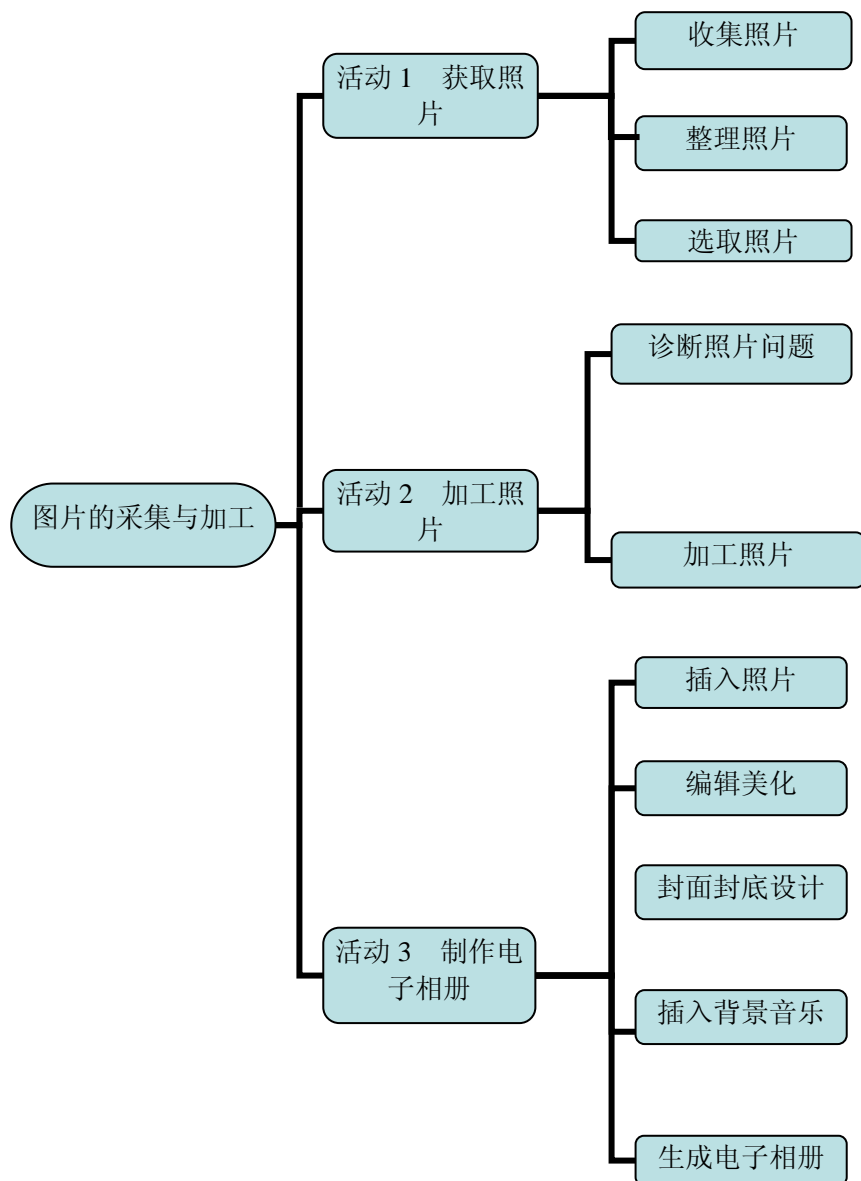 收集照片
活动 1　获取照
片
整理照片
选取照片
诊断照片问题
图片的采集与加工
活动 2　加工照
片
加工照片
插入照片
编辑美化
封面封底设计
活动 3　制作电
子相册
插入背景音乐
生成电子相册